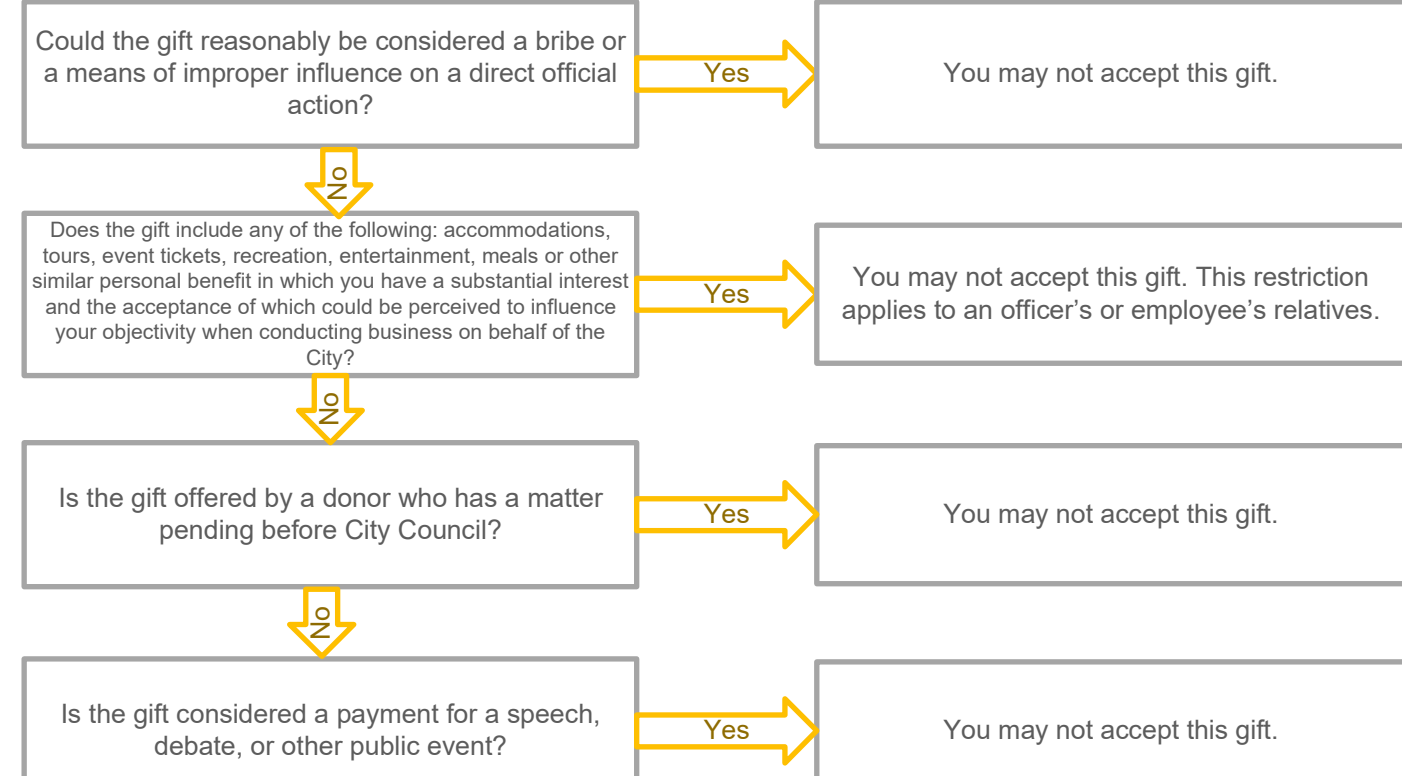 Could the gift reasonably be considered a bribe or
a means of improper influence on a direct official
action?
Yes
You may not accept this gift.
No
Does the gift include any of the following: accommodations,
tours, event tickets, recreation, entertainment, meals or other
similar personal benefit in which you have a substantial interest
and the acceptance of which could be perceived to influence
your objectivity when conducting business on behalf of the
City?
Yes
You may not accept this gift. This restriction
applies to an officer’s or employee’s relatives.
No
Is the gift offered by a donor who has a matter
pending before City Council?
Yes
You may not accept this gift.
No
Is the gift considered a payment for a speech,
debate, or other public event?
Yes
You may not accept this gift.